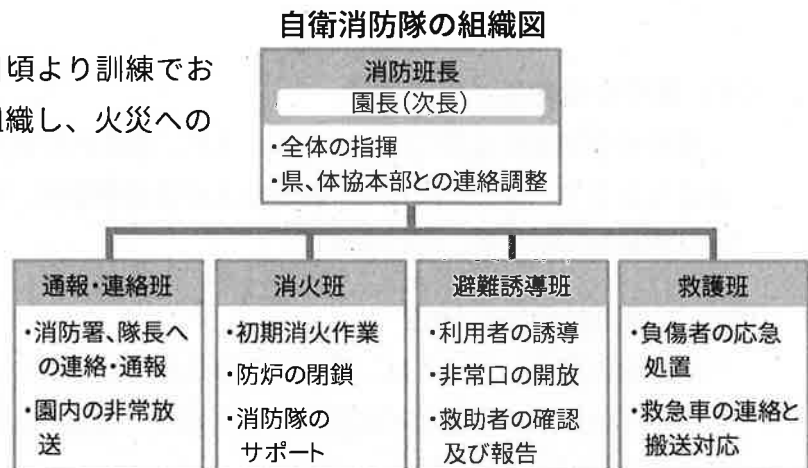 自衛消防隊の組織図
頃より訓練でお
織し、火災への
消防班長
園長(次長)
・全体の指揮
・県、体協本部との連絡調整
通報・連絡班
・消防署、隊長へ
の連絡・通報
・園内の非常放
送
消火班
・初期消火作業
・防炉の閉鎖
・消防隊の
サポート
避難誘導班
・利用者の誘導
・非常口の開放
・救助者の確認
及び報告
救護班
・負傷者の応急
処置
・救急車の連絡と
搬送対応